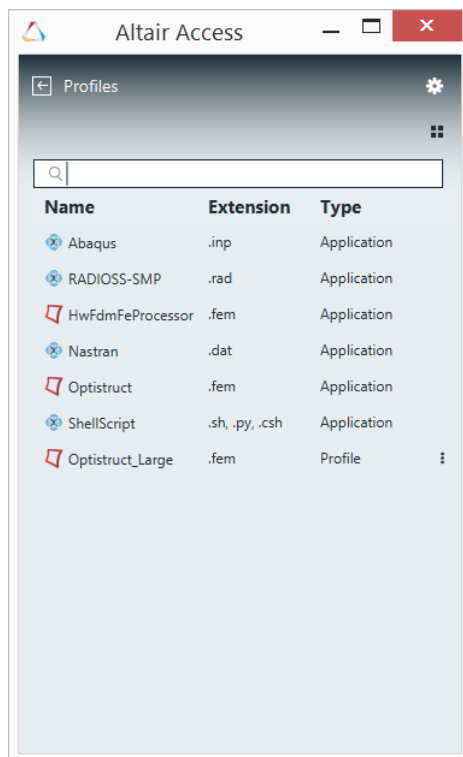 Altair Access
Profiles
Name Extension Type
Abaqus .inp Application
RADIOSS-SMP .rad Application
HwFdmFeProcessor .fem Application
Nastran .dat Application
Optistruct .fem Application
ShellScript .sh, .py, .csh Application
Optistruct_Large .fem Profile